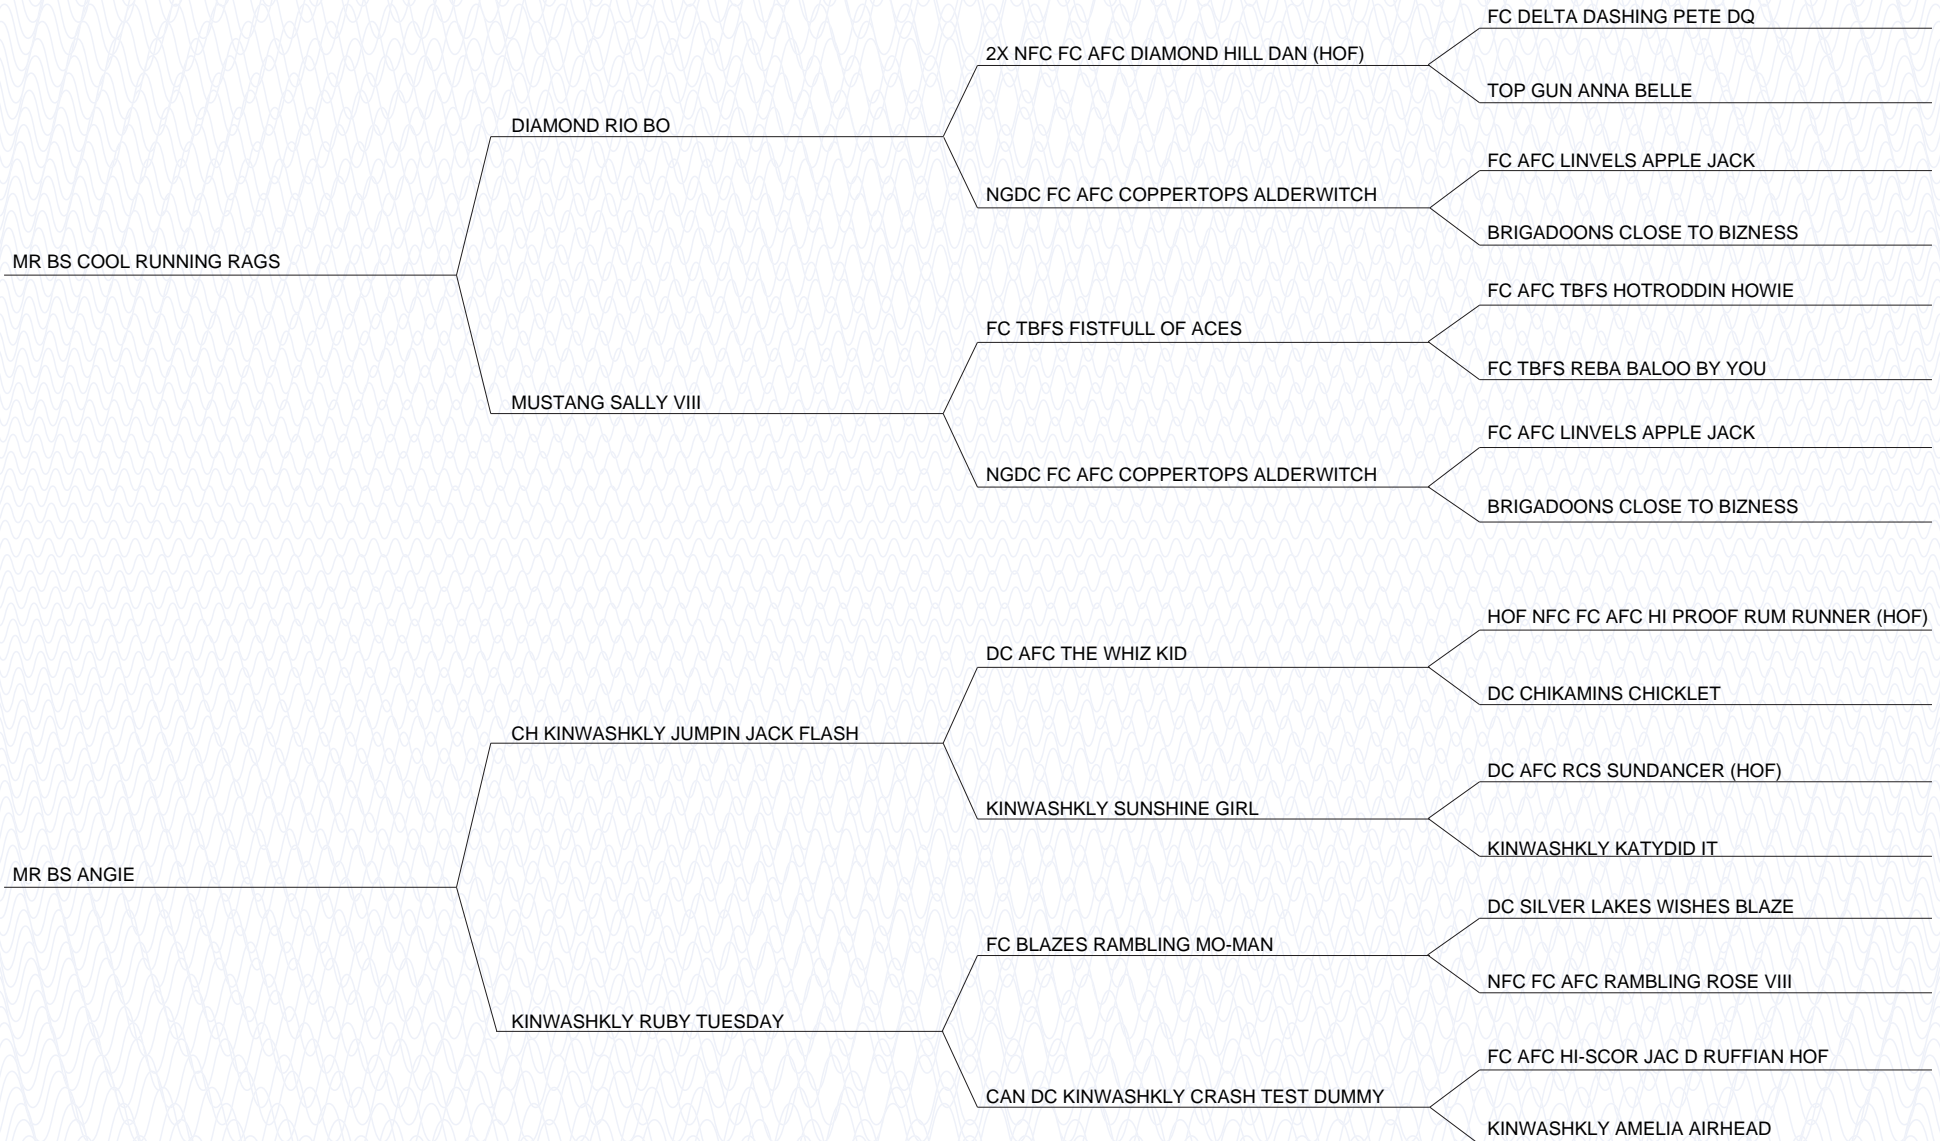 FC DELTA DASHING PETE DQ
2X NFC FC AFC DIAMOND HILL DAN (HOF)
TOP GUN ANNA BELLE
DIAMOND RIO BO
FC AFC LINVELS APPLE JACK
NGDC FC AFC COPPERTOPS ALDERWITCH
BRIGADOONS CLOSE TO BIZNESS
MR BS COOL RUNNING RAGS
FC AFC TBFS HOTRODDIN HOWIE
FC TBFS FISTFULL OF ACES
FC TBFS REBA BALOO BY YOU
MUSTANG SALLY VIII
FC AFC LINVELS APPLE JACK
NGDC FC AFC COPPERTOPS ALDERWITCH
BRIGADOONS CLOSE TO BIZNESS
HOF NFC FC AFC HI PROOF RUM RUNNER (HOF)
DC AFC THE WHIZ KID
DC CHIKAMINS CHICKLET
CH KINWASHKLY JUMPIN JACK FLASH
DC AFC RCS SUNDANCER (HOF)
KINWASHKLY SUNSHINE GIRL
KINWASHKLY KATYDID IT
MR BS ANGIE
DC SILVER LAKES WISHES BLAZE
FC BLAZES RAMBLING MO-MAN
NFC FC AFC RAMBLING ROSE VIII
KINWASHKLY RUBY TUESDAY
FC AFC HI-SCOR JAC D RUFFIAN HOF
CAN DC KINWASHKLY CRASH TEST DUMMY
KINWASHKLY AMELIA AIRHEAD